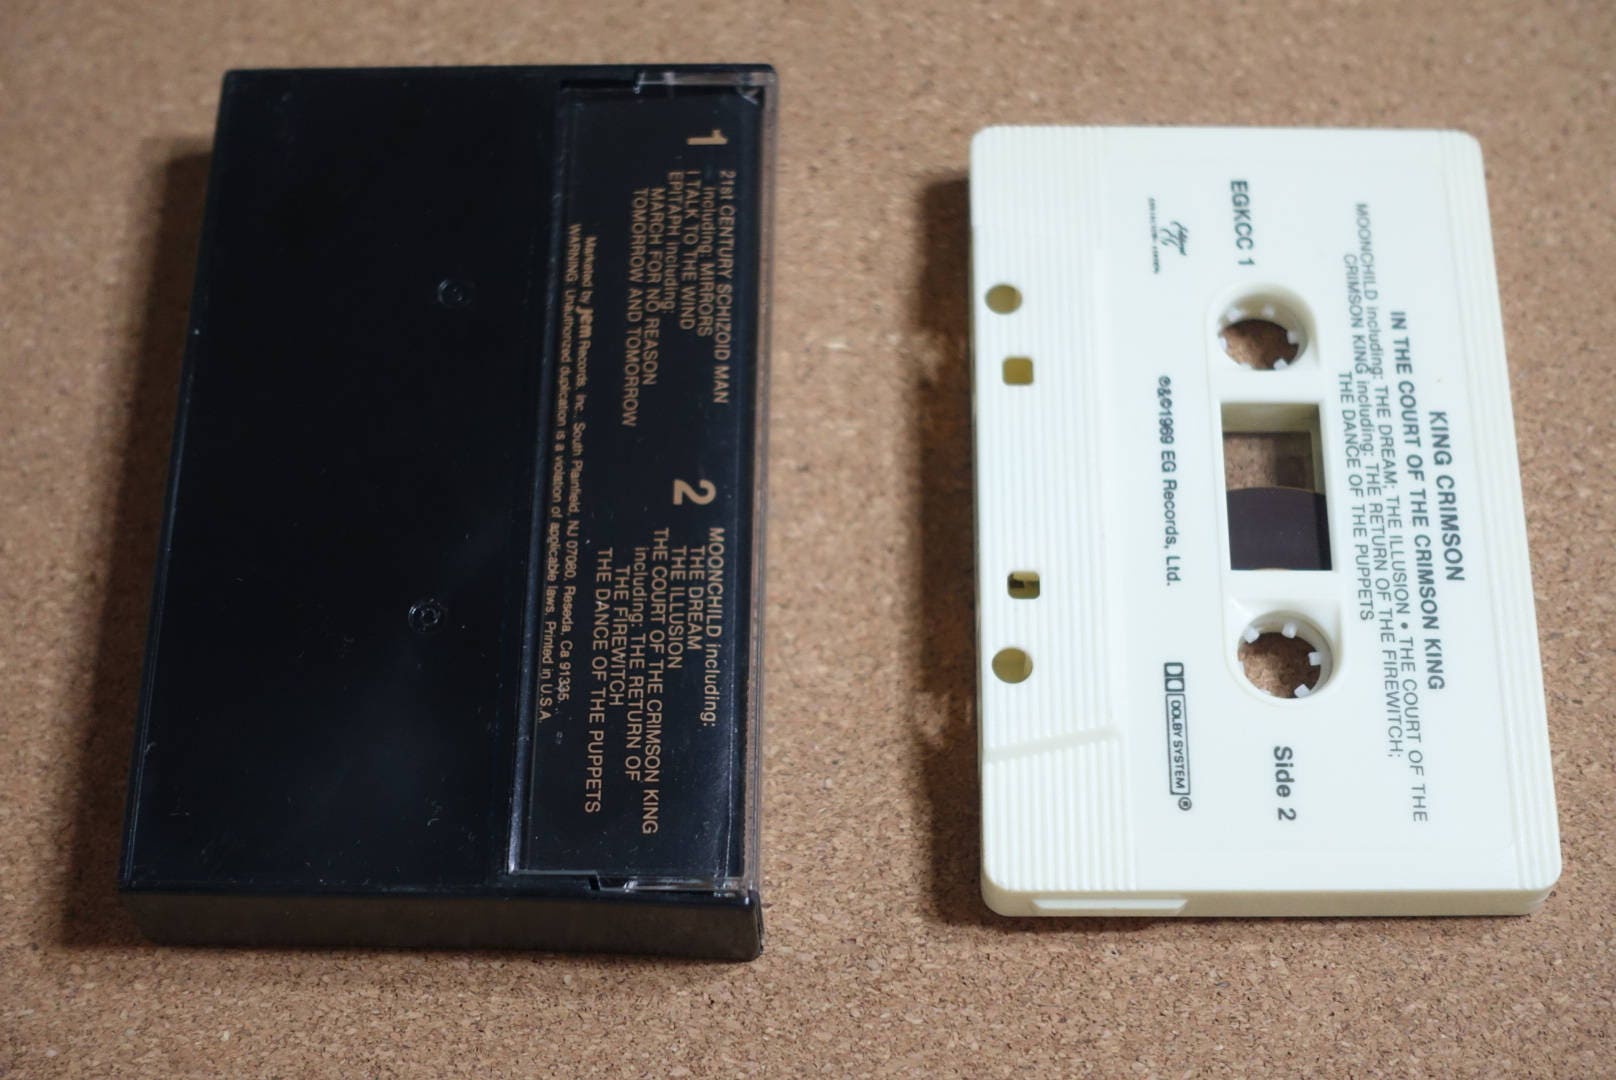 1
21st CENTURY SCHIZOID MAN
including: MIRRORS
I TALK TO THE WIND
EPITAPH including:
MARCH FOR NO REASON
TOMORROW AND TOMORROW
2
MOONCHILD including:
THE DREAM
THE ILLUSION
THE COURT OF THE CRIMSON KING
including: THE RETURN OF
THE FIREWITCH
THE DANCE OF THE PUPPETS
Marketed by jem Records, Inc., South Plainfield, NJ 07080, Reseda, Ca 91335.
WARNING: Unauthorized duplication is a violation of applicable laws. Printed in U.S.A.
KING CRIMSON
IN THE COURT OF THE CRIMSON KING
MOONCHILD including: THE DREAM; THE ILLUSION • THE COURT OF THE
CRIMSON KING including: THE RETURN OF THE FIREWITCH;
THE DANCE OF THE PUPPETS
EGKCC 1
Side 2
℗&©1969 EG Records, Ltd.
DOLBY SYSTEM®